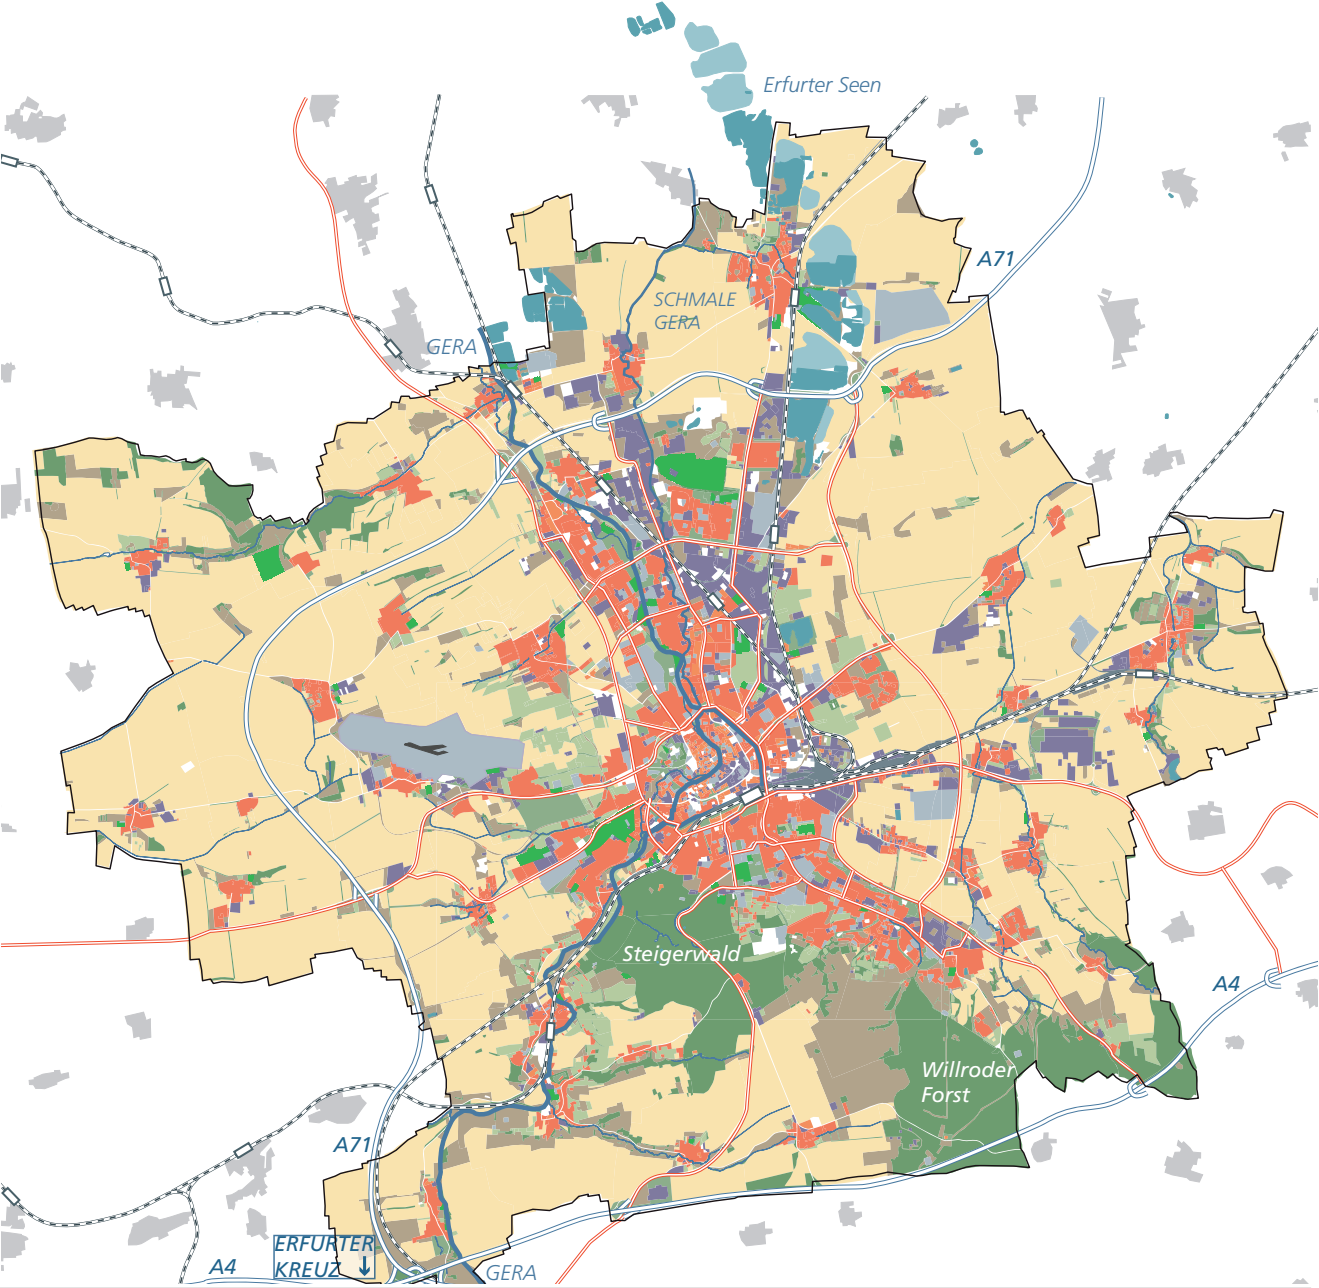 Erfurter Seen
A71
SCHMALE
GERA
GERA
Steigerwald
A4
Willroder
Forst
A71
ERFURTER
KREUZ ↓
A4
GERA